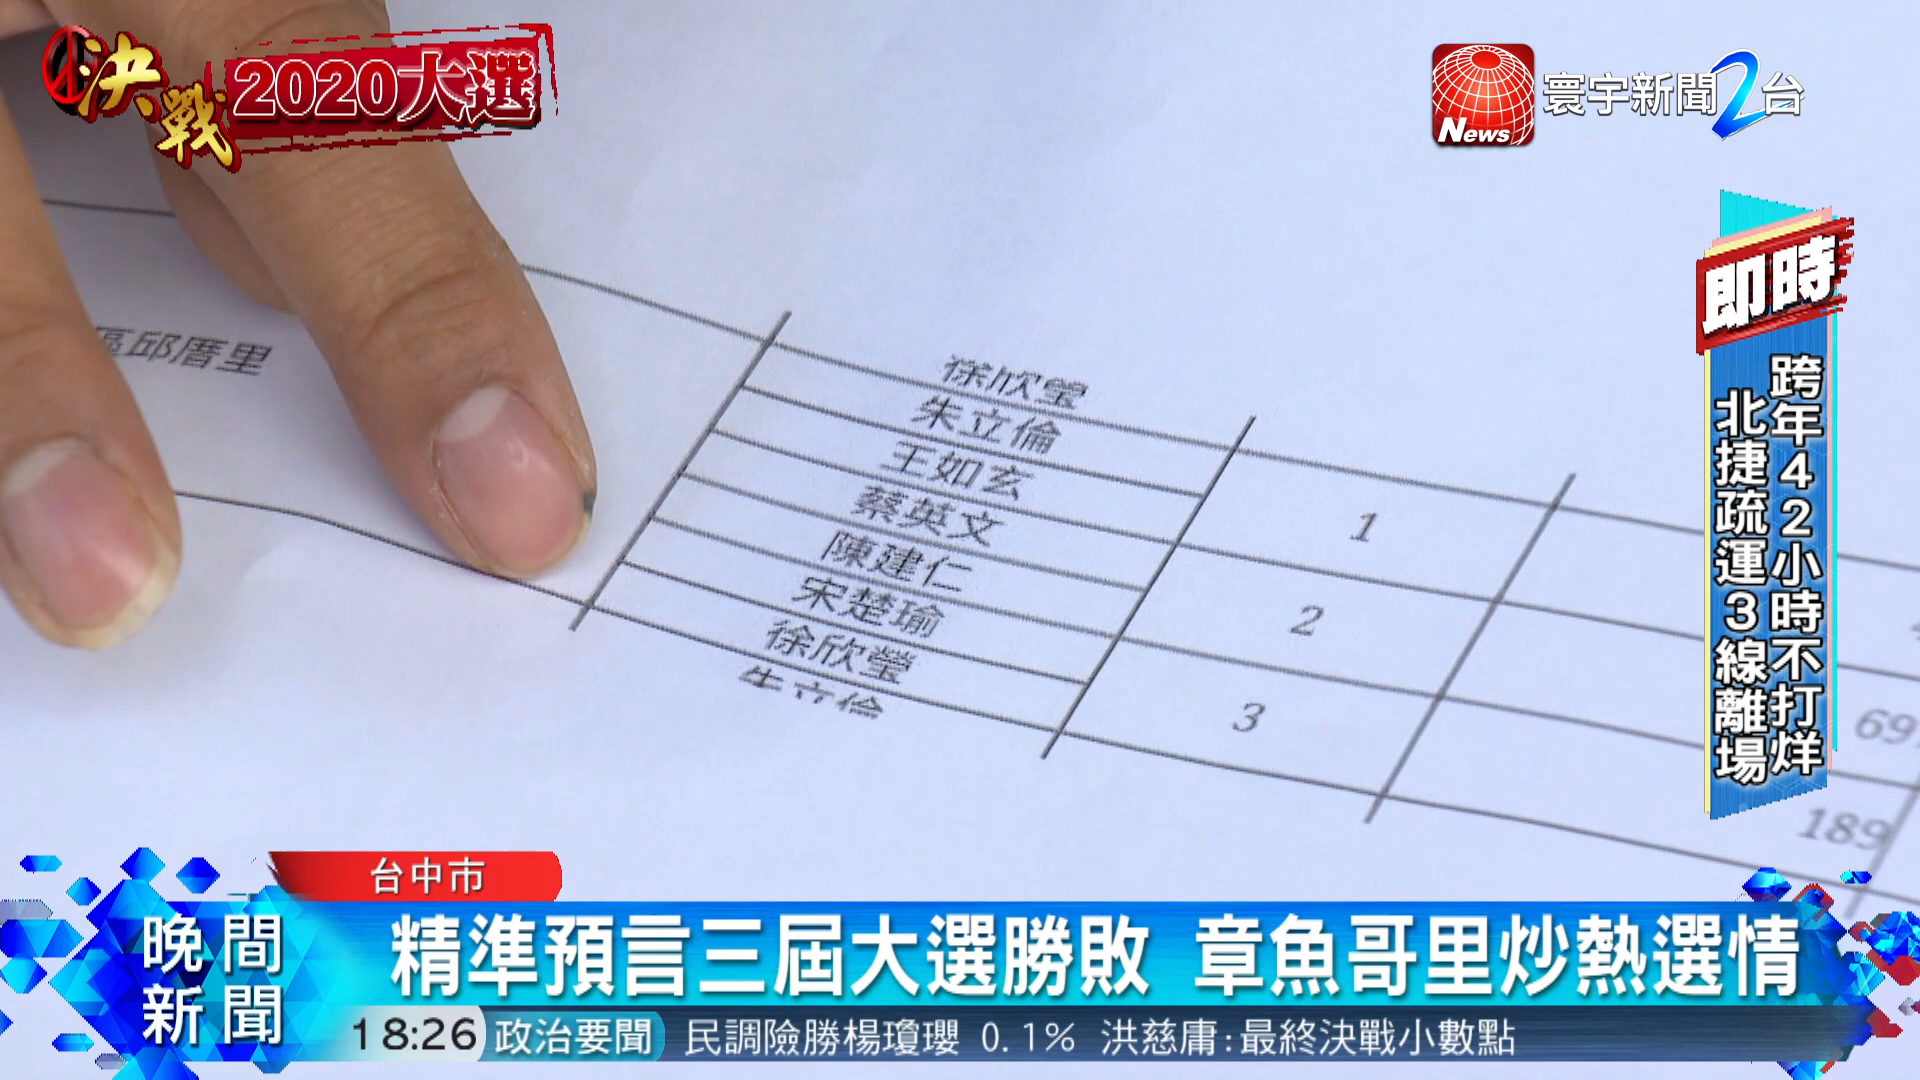 決戰2020大選
News
寰宇新聞2台
即時
跨年42小時不打烊
北捷疏運3線離場
區邱厝里
徐欣瑩
朱立倫
王如玄
蔡英文
陳建仁
宋楚瑜
徐欣瑩
朱立倫
1
2
3
69
189
台中市
晚間新聞
精準預言三屆大選勝敗 章魚哥里炒熱選情
18:26
政治要聞
民調險勝楊瓊瓔 0.1% 洪慈庸:最終決戰小數點